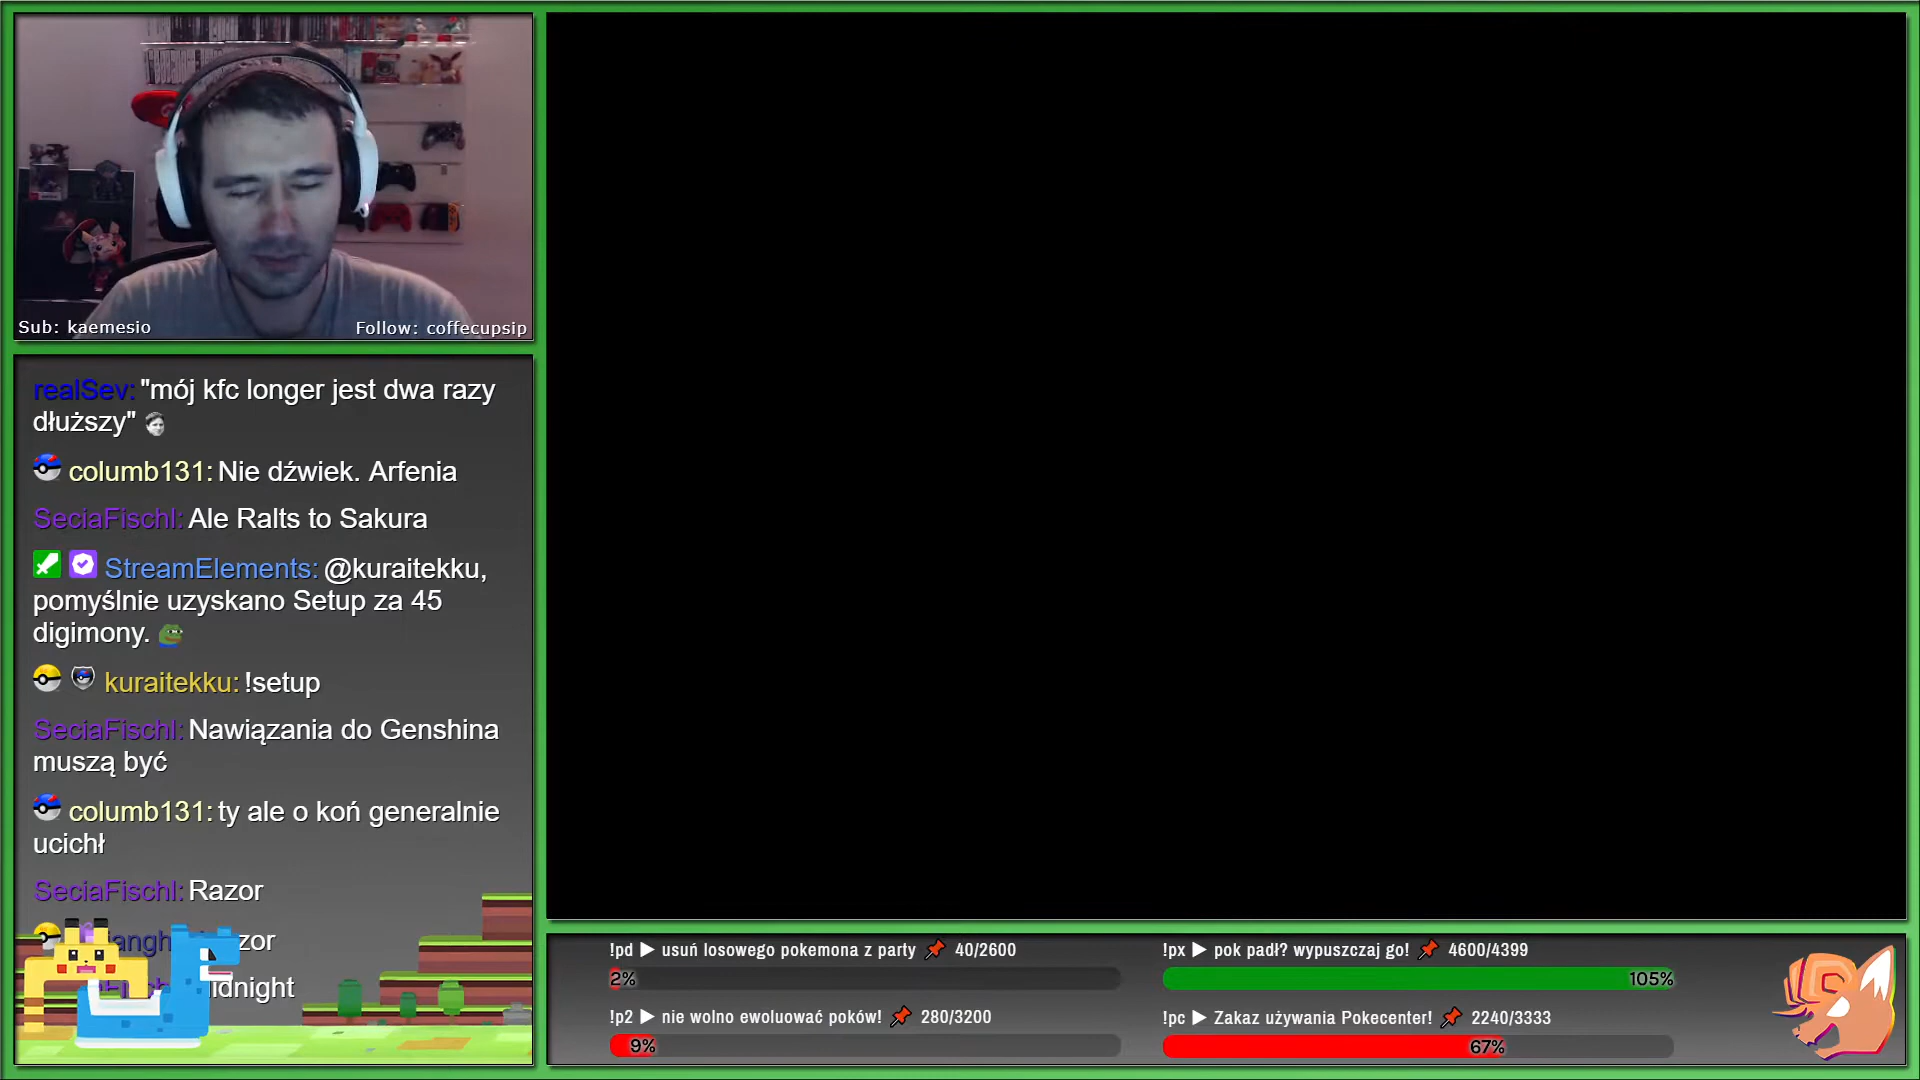 Sub: kaemesio
Follow: coffecupsip
realSev: "mój kfc longer jest dwa razy
dłuższy"
columb131: Nie dźwiek. Arfenia
SeciaFischl: Ale Ralts to Sakura
StreamElements: @kuraitekku,
pomyślnie uzyskano Setup za 45
digimony.
kuraitekku: !setup
SeciaFischl: Nawiązania do Genshina
muszą być
columb131: ty ale o koń generalnie
ucichł
SeciaFischl: Razor
!pd ▶ usuń losowego pokemona z party 📌 40/2600
2%
!p2 ▶ nie wolno ewoluować poków! 📌 280/3200
9%
!px ▶ pok padł? wypuszczaj go! 📌 4600/4399
105%
!pc ▶ Zakaz używania Pokecenter! 📌 2240/3333
67%